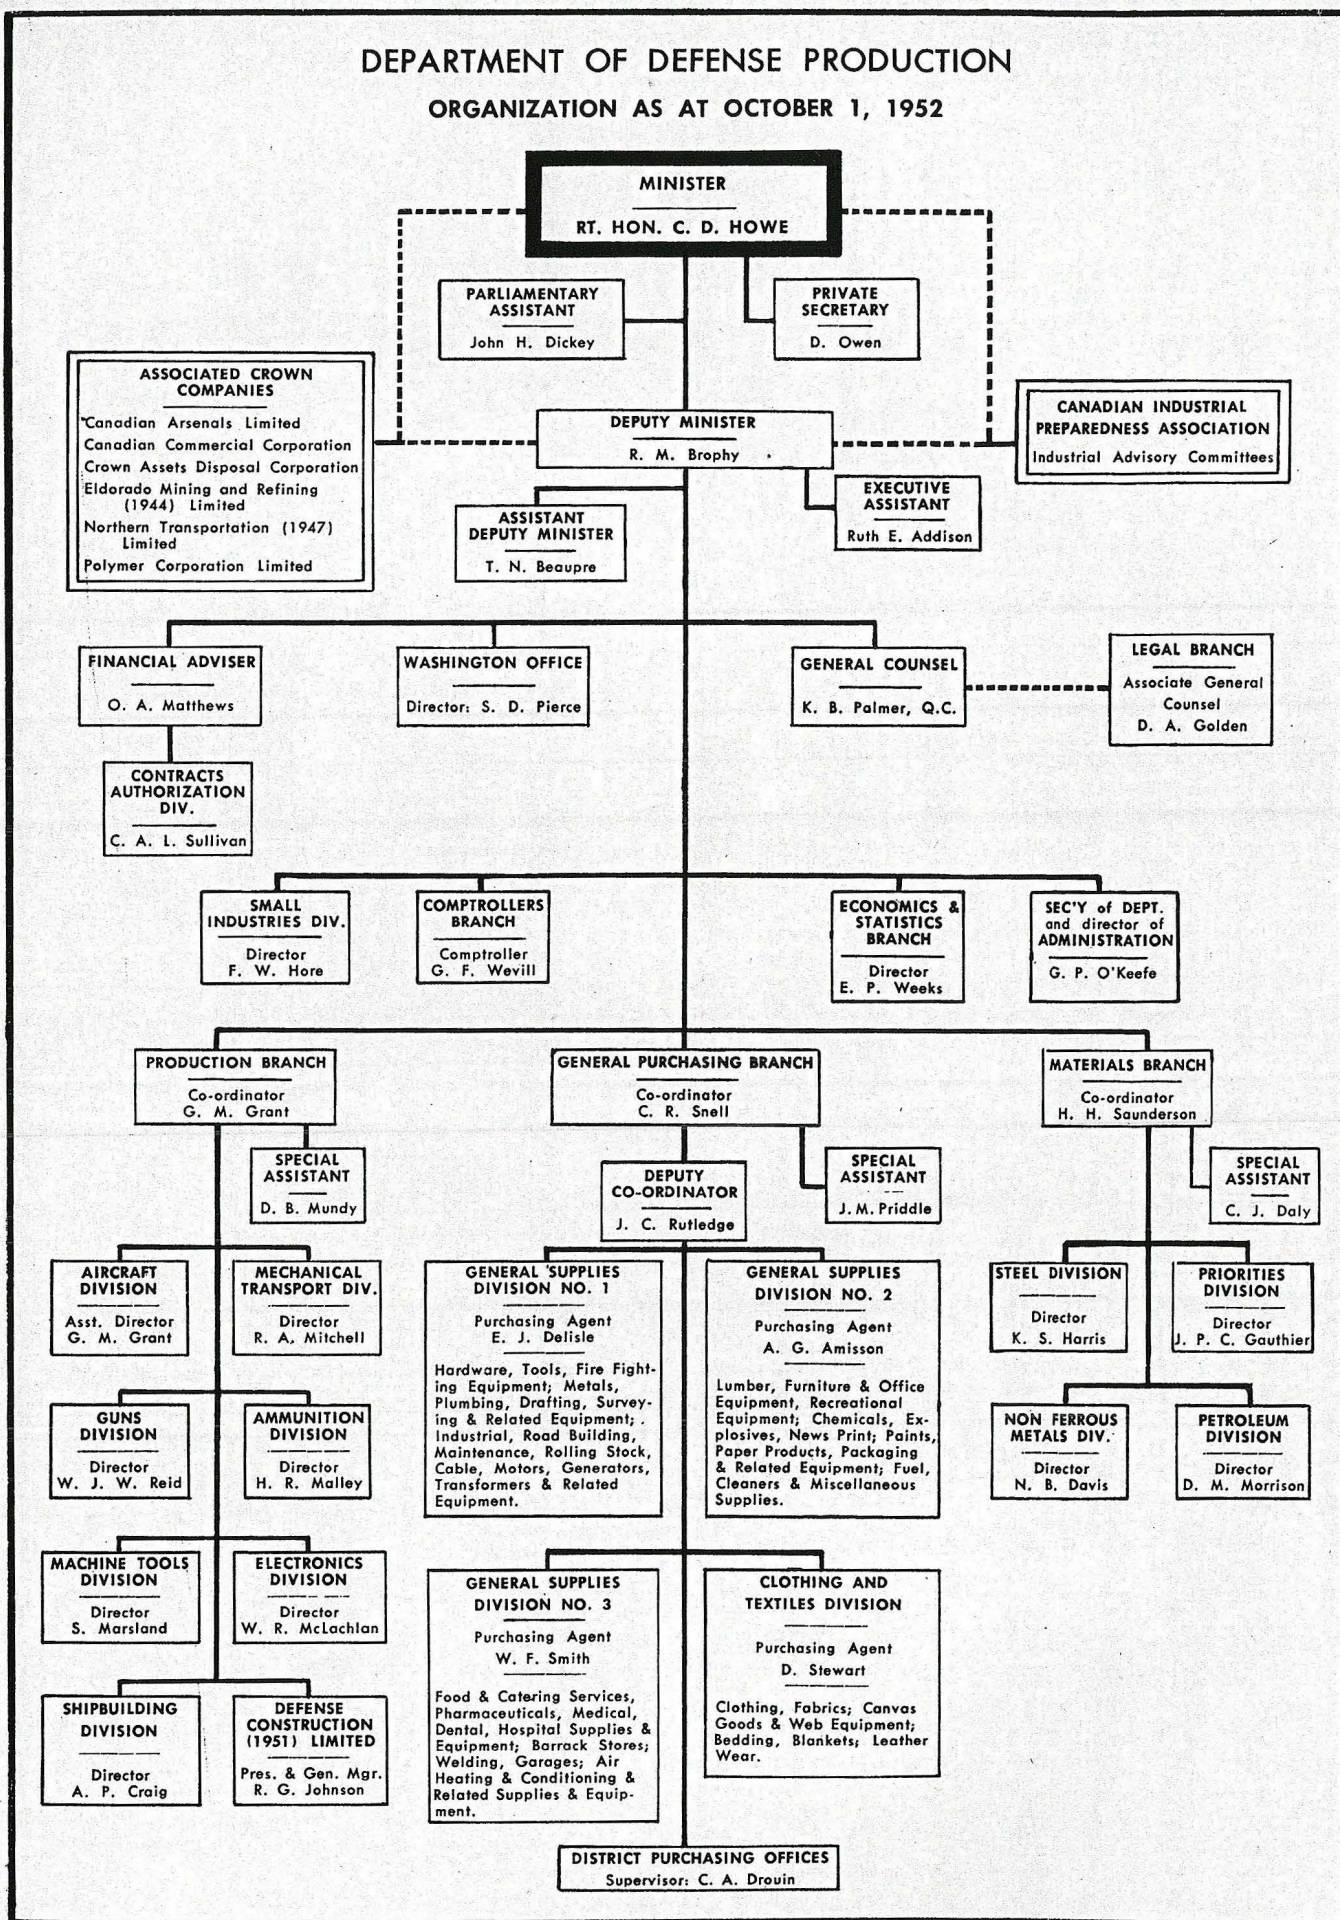 DEPARTMENT OF DEFENSE PRODUCTION
ORGANIZATION AS AT OCTOBER 1, 1952
MINISTER
RT. HON. C. D. HOWE
PARLIAMENTARY
ASSISTANT
John H. Dickey
PRIVATE
SECRETARY
D. Owen
ASSOCIATED CROWN
COMPANIES
Canadian Arsenals Limited
Canadian Commercial Corporation
Crown Assets Disposal Corporation
Eldorado Mining and Refining
(1944) Limited
Northern Transportation (1947)
Limited
Polymer Corporation Limited
DEPUTY MINISTER
R. M. Brophy
CANADIAN INDUSTRIAL
PREPAREDNESS ASSOCIATION
Industrial Advisory Committees
ASSISTANT
DEPUTY MINISTER
T. N. Beaupre
EXECUTIVE
ASSISTANT
Ruth E. Addison
FINANCIAL ADVISER
O. A. Matthews
WASHINGTON OFFICE
Director: S. D. Pierce
GENERAL COUNSEL
K. B. Palmer, Q.C.
LEGAL BRANCH
Associate General
Counsel
D. A. Golden
CONTRACTS
AUTHORIZATION
DIV.
C. A. L. Sullivan
SMALL
INDUSTRIES DIV.
Director
F. W. Hore
COMPTROLLERS
BRANCH
Comptroller
G. F. Wevill
ECONOMICS &
STATISTICS
BRANCH
Director
E. P. Weeks
SEC'Y of DEPT.
and director of
ADMINISTRATION
G. P. O'Keefe
PRODUCTION BRANCH
Co-ordinator
G. M. Grant
GENERAL PURCHASING BRANCH
Co-ordinator
C. R. Snell
MATERIALS BRANCH
Co-ordinator
H. H. Saunderson
SPECIAL
ASSISTANT
D. B. Mundy
DEPUTY
CO-ORDINATOR
J. C. Rutledge
SPECIAL
ASSISTANT
J. M. Priddle
SPECIAL
ASSISTANT
C. J. Daly
AIRCRAFT
DIVISION
Asst. Director
G. M. Grant
MECHANICAL
TRANSPORT DIV.
Director
R. A. Mitchell
GENERAL SUPPLIES
DIVISION NO. 1
Purchasing Agent
E. J. Delisle
Hardware, Tools, Fire Fight-
ing Equipment; Metals,
Plumbing, Drafting, Survey-
ing & Related Equipment;
Industrial, Road Building,
Maintenance, Rolling Stock,
Cable, Motors, Generators,
Transformers & Related
Equipment.
GENERAL SUPPLIES
DIVISION NO. 2
Purchasing Agent
A. G. Amisson
Lumber, Furniture & Office
Equipment, Recreational
Equipment; Chemicals, Ex-
plosives, News Print; Paints,
Paper Products, Packaging
& Related Equipment; Fuel,
Cleaners & Miscellaneous
Supplies.
STEEL DIVISION
Director
K. S. Harris
PRIORITIES
DIVISION
Director
J. P. C. Gauthier
GUNS
DIVISION
Director
W. J. W. Reid
AMMUNITION
DIVISION
Director
H. R. Malley
NON FERROUS
METALS DIV.
Director
N. B. Davis
PETROLEUM
DIVISION
Director
D. M. Morrison
MACHINE TOOLS
DIVISION
Director
S. Marsland
ELECTRONICS
DIVISION
Director
W. R. McLachlan
GENERAL SUPPLIES
DIVISION NO. 3
Purchasing Agent
W. F. Smith
Food & Catering Services,
Pharmaceuticals, Medical,
Dental, Hospital Supplies &
Equipment; Barrack Stores;
Welding, Garages; Air
Heating & Conditioning &
Related Supplies & Equip-
ment.
CLOTHING AND
TEXTILES DIVISION
Purchasing Agent
D. Stewart
Clothing, Fabrics; Canvas
Goods & Web Equipment;
Bedding, Blankets; Leather
Wear.
SHIPBUILDING
DIVISION
Director
A. P. Craig
DEFENSE
CONSTRUCTION
(1951) LIMITED
Pres. & Gen. Mgr.
R. G. Johnson
DISTRICT PURCHASING OFFICES
Supervisor: C. A. Drouin